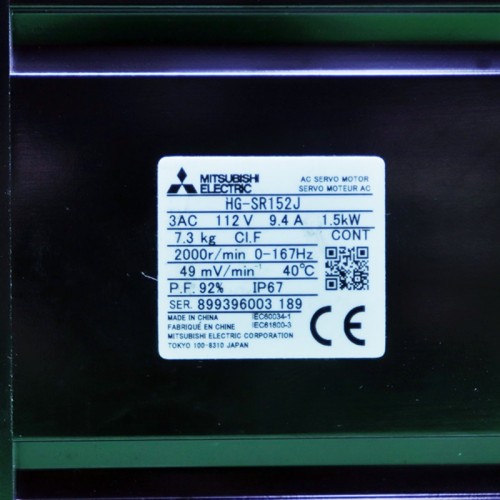 MITSUBISHI ELECTRIC
AC SERVO MOTOR
SERVO MOTEUR AC
HG-SR152J
3AC 112 V 9.4 A 1.5kW
7.3 kg Cl.F CONT
2000r/min 0-167Hz
49 mV/min 40°C
P.F. 92% IP67
SER. 899396003 189
MADE IN CHINA IEC60034-1
FABRIQUÉ EN CHINE IEC61800-3
MITSUBISHI ELECTRIC CORPORATION
TOKYO 100-8310 JAPAN
CE